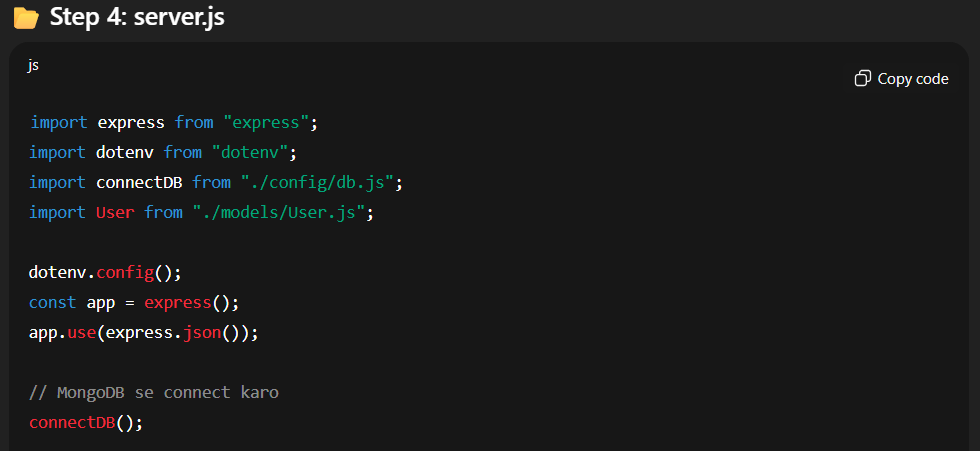 Step 4: server.js
js
Copy code
import express from "express";
import dotenv from "dotenv";
import connectDB from "./config/db.js";
import User from "./models/User.js";
dotenv.config();
const app = express();
app.use(express.json());
// MongoDB se connect karo
connectDB();